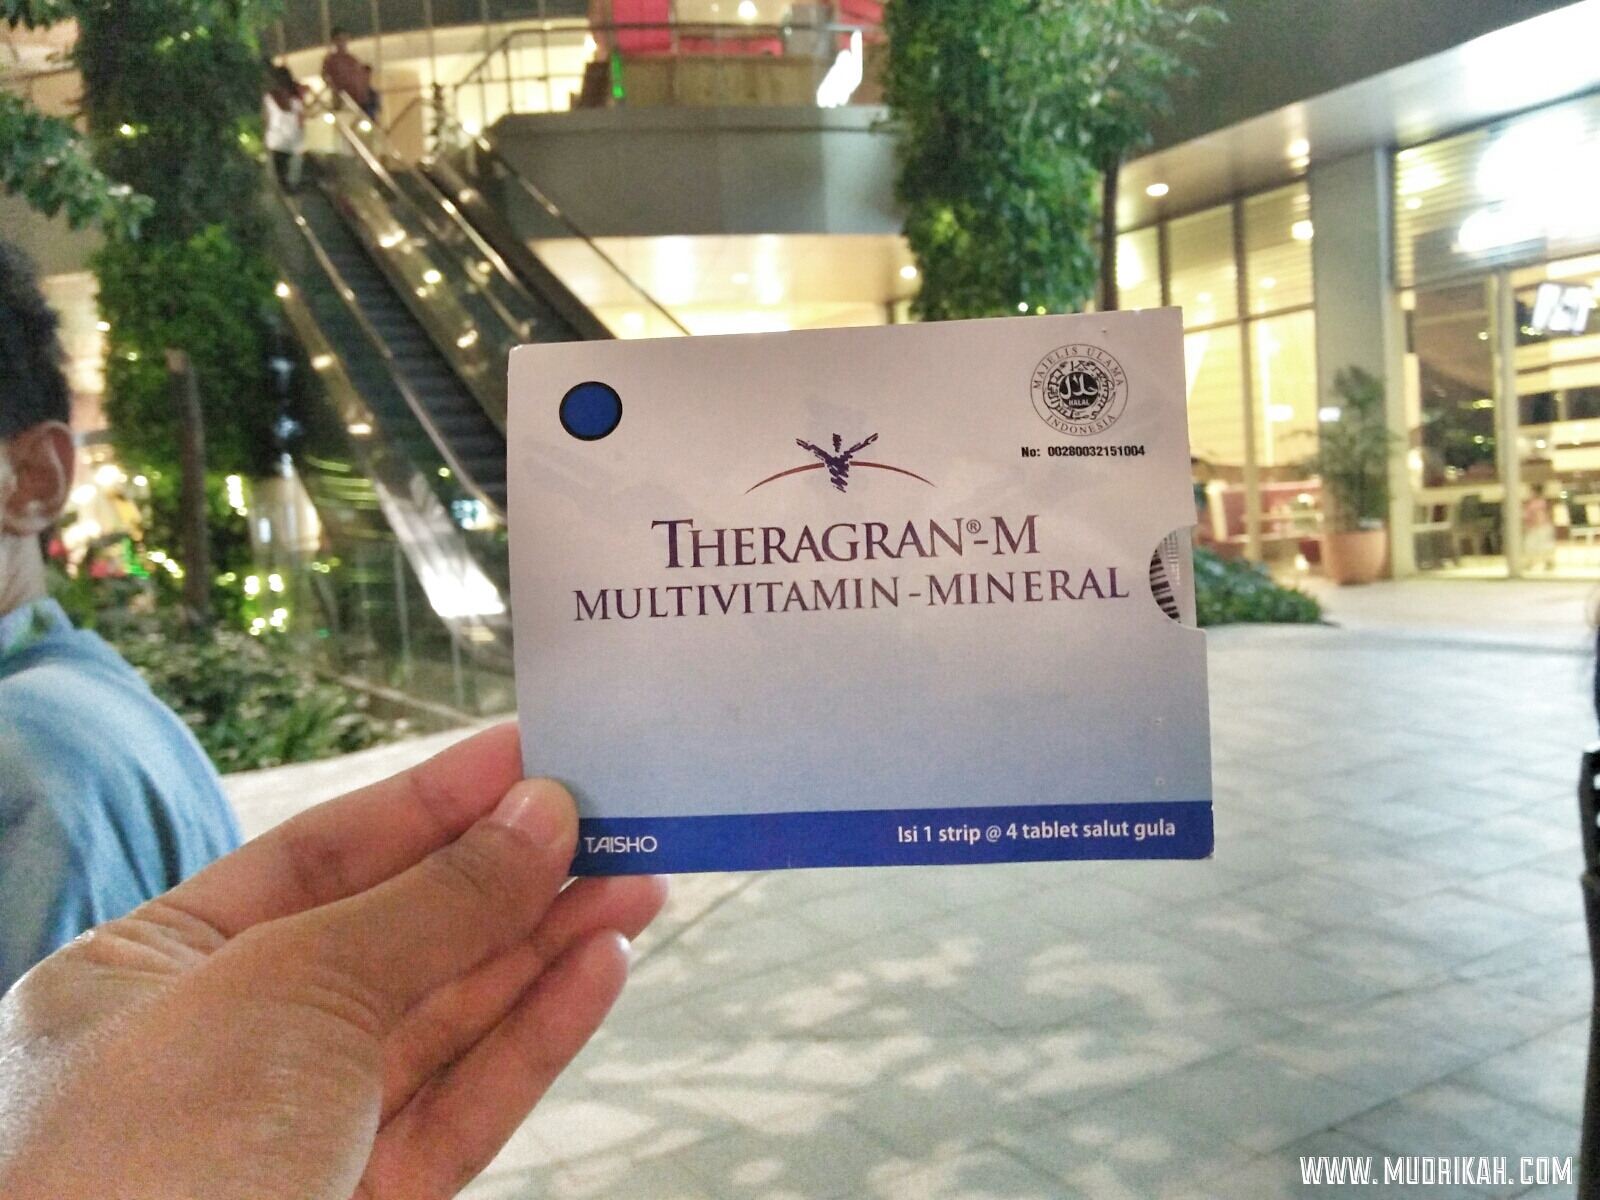 MAJELIS ULAMA
حلال
HALAL
INDONESIA
No: 00280032151004
THERAGRAN®-M
MULTIVITAMIN-MINERAL
TAISHO
Isi 1 strip @ 4 tablet salut gula
WWW.MUDRIKAH.COM